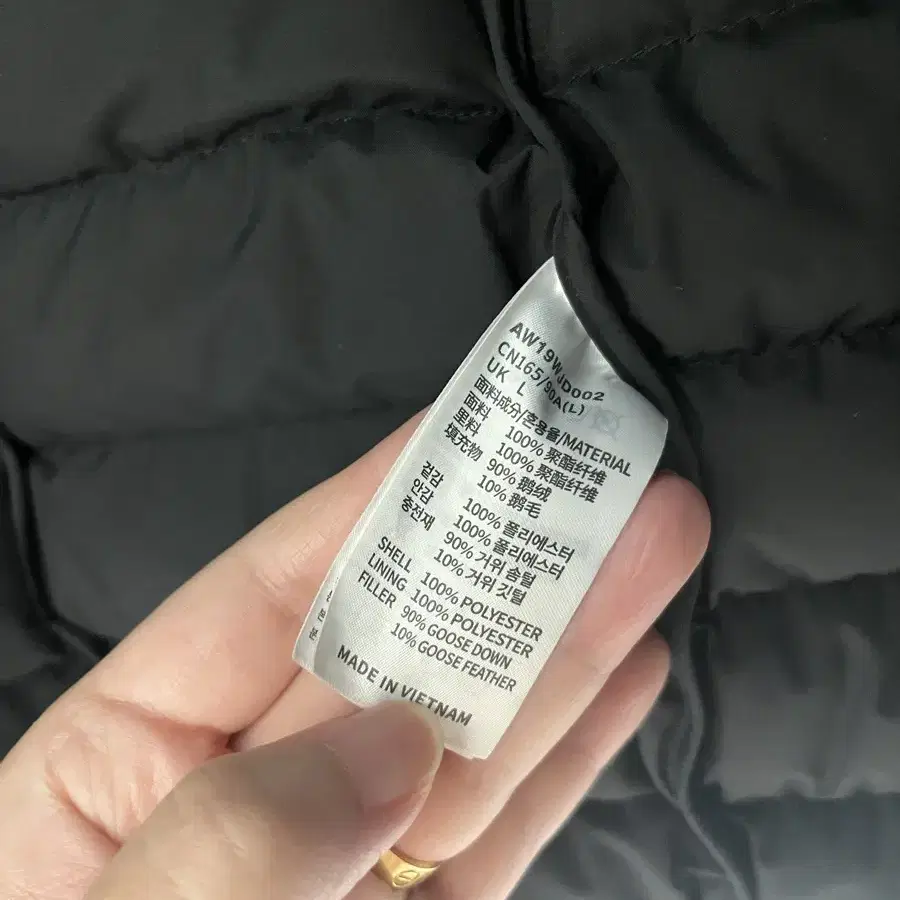 AW19WJD002
CN165/90A(L)
UK L
面料成分/혼용율/MATERIAL
面料 100% 聚酯纤维
里料 100% 聚酯纤维
填充物 90% 鹅绒
10% 鹅毛
겉감 100% 폴리에스터
안감 100% 폴리에스터
충전재 90% 거위 솜털
10% 거위 깃털
SHELL 100% POLYESTER
LINING 100% POLYESTER
FILLER 90% GOOSE DOWN
10% GOOSE FEATHER
MADE IN VIETNAM